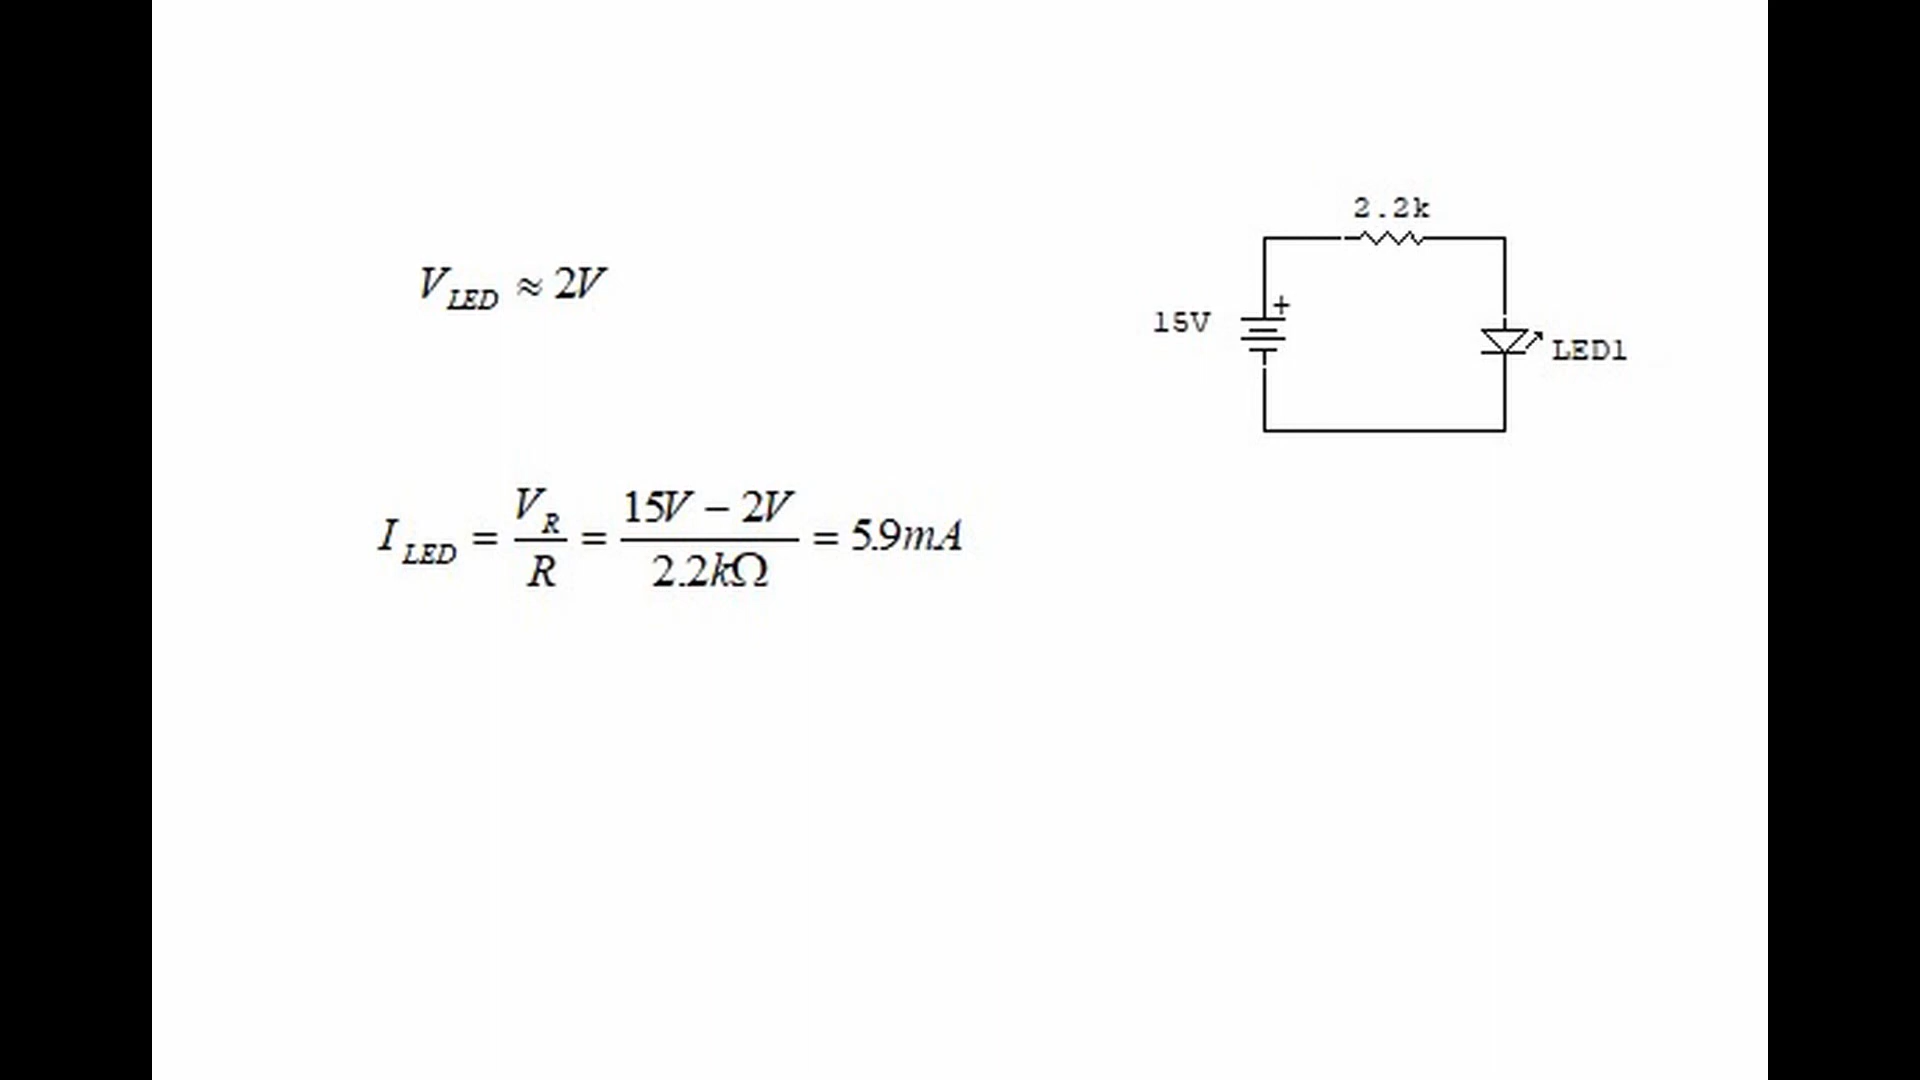 2.2k
V_LED ≈ 2V
+
15V
LED1
I_LED = V_R / R = 15V − 2V / 2.2kΩ = 5.9mA